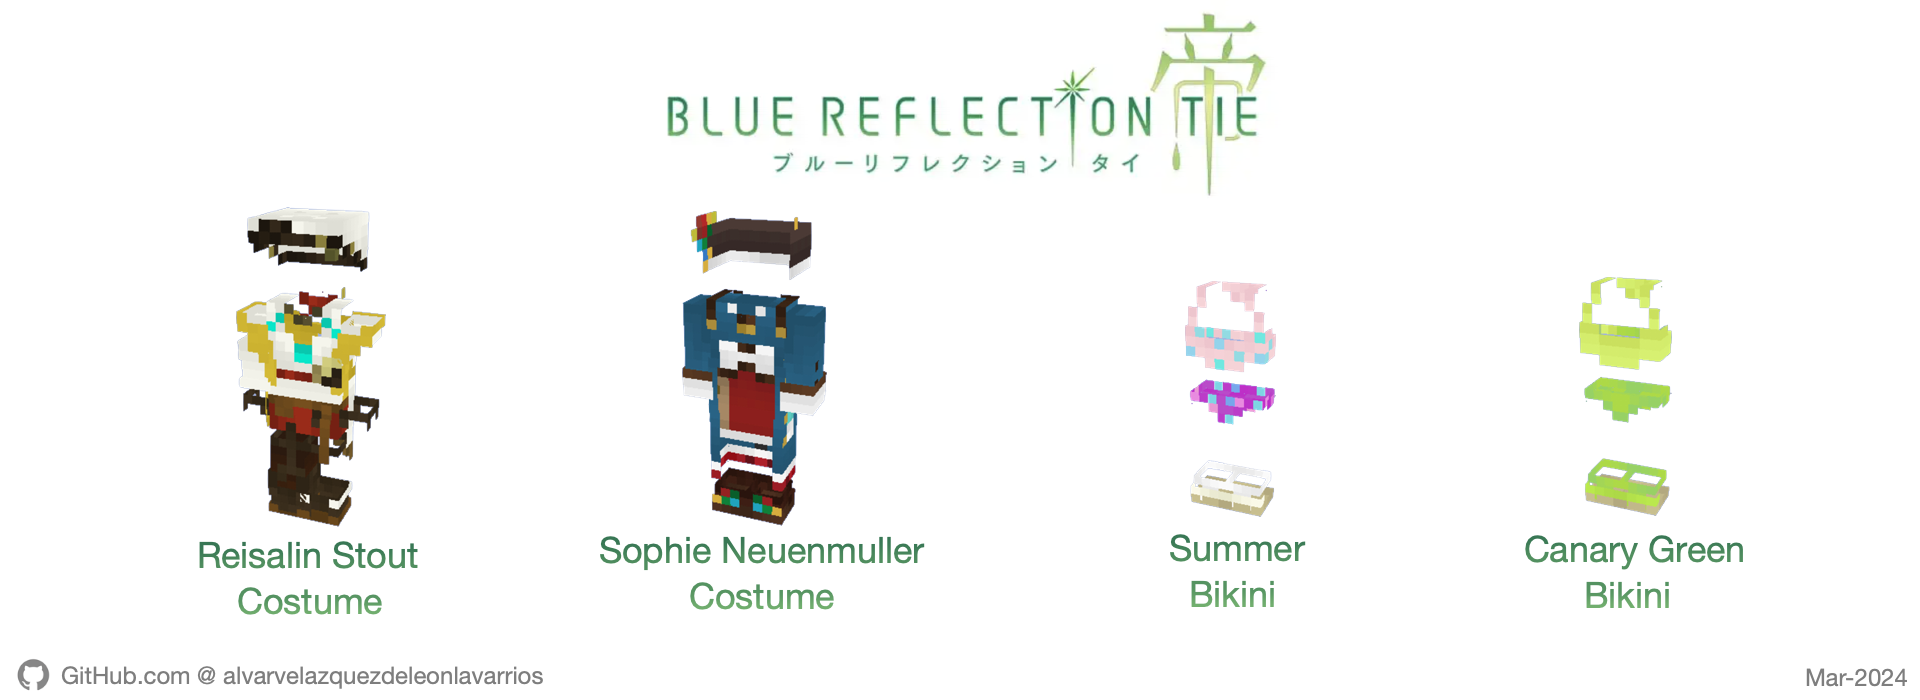 帝
BLUE REFLECTION TIE
ブルーリフレクション タイ
Reisalin Stout
Costume
Sophie Neuenmuller
Costume
Summer
Bikini
Canary Green
Bikini
GitHub.com @ alvarvelazquezdeleonlavarrios
Mar-2024